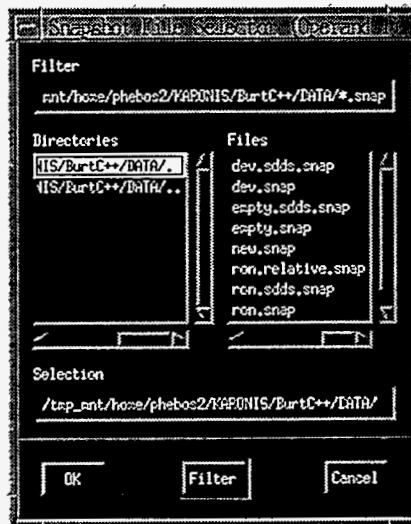 Snapshot File Selector (Operand
Filter
mnt/home/phebos2/KARONIS/BurtC++/DATA/*.snap
Directories
IIS/BurtC++/DATA/.
IIS/BurtC++/DATA/..
Files
dev.sdds.snap
dev.snap
empty.sdds.snap
empty.snap
new.snap
ron.relative.snap
ron.sdds.snap
ron.snap
Selection
/tmp_mnt/home/phebos2/KARONIS/BurtC++/DATA/
OK
Filter
Cancel